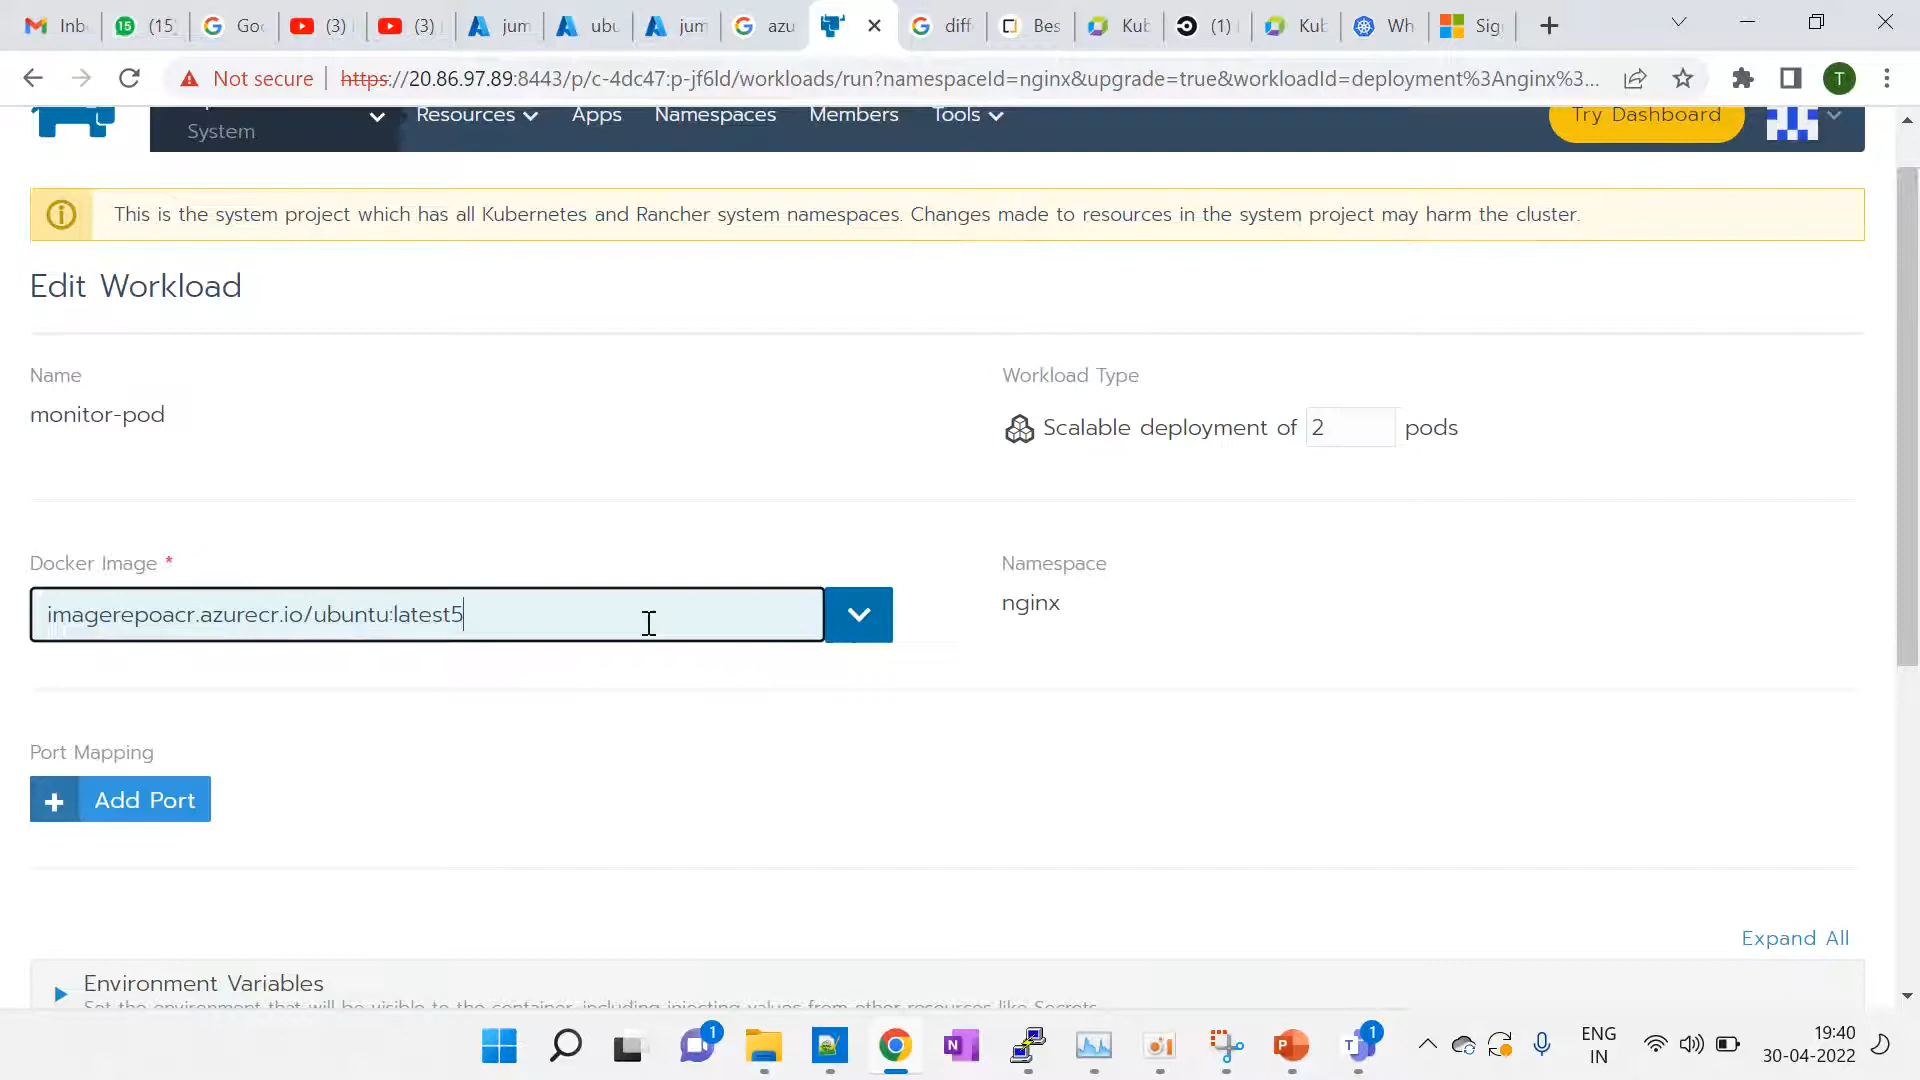 Inb
(15
Goo
(3)
(3)
jum
ubu
jum
azu
diff
Bes
Kub
(1)
Kub
Wh
Sig
Not secure
https://20.86.97.89:8443/p/c-4dc47:p-jf6ld/workloads/run?namespaceId=nginx&upgrade=true&workloadId=deployment%3Anginx%3...
T
System
Resources
Apps
Namespaces
Members
Tools
Try Dashboard
This is the system project which has all Kubernetes and Rancher system namespaces. Changes made to resources in the system project may harm the cluster.
Edit Workload
Name
monitor-pod
Workload Type
Scalable deployment of 2 pods
Docker Image *
imagerepoacr.azurecr.io/ubuntu:latest5
Namespace
nginx
Port Mapping
+ Add Port
Expand All
Environment Variables
Set the environment that will be visible to the container, including injecting values from other resources like Secrets.
1
1
ENG
IN
19:40
30-04-2022